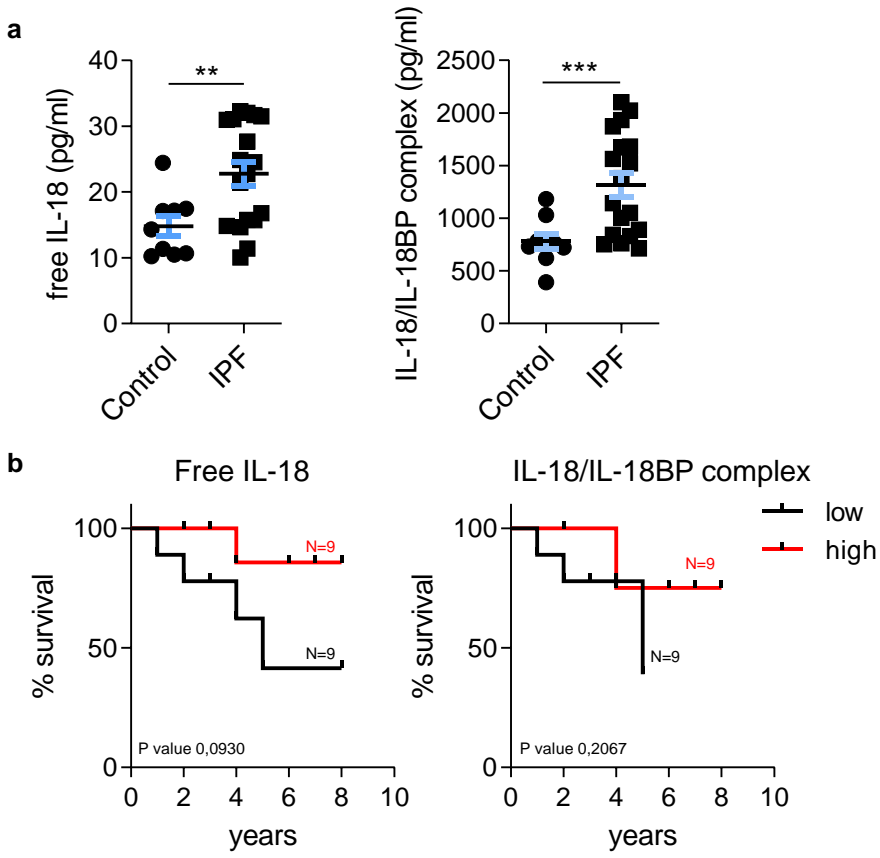 a
free IL-18 (pg/ml)
40
30
20
10
0
**
Control
IPF
IL-18/IL-18BP complex (pg/ml)
2500
2000
1500
1000
500
0
***
Control
IPF
b
Free IL-18
% survival
100
50
0
N=9
N=9
P value 0,0930
0 2 4 6 8 10
years
IL-18/IL-18BP complex
% survival
100
50
0
N=9
N=9
P value 0,2067
0 2 4 6 8 10
years
low
high